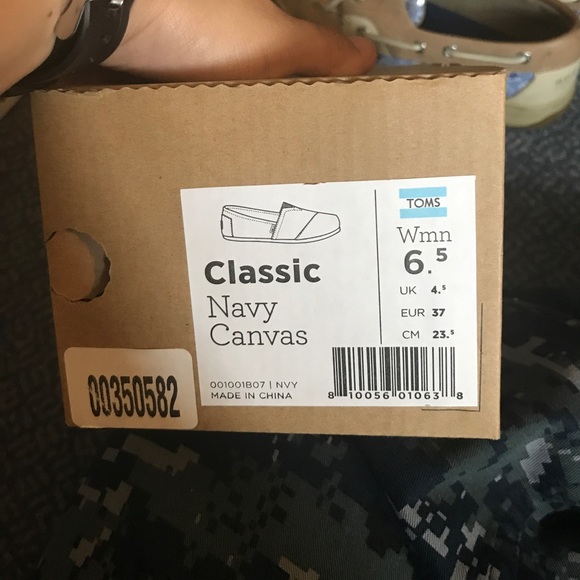 TOMS
Wmn
6.5
UK 4.5
EUR 37
CM 23.5
Classic
Navy
Canvas
001001B07 | NVY
MADE IN CHINA
8 10056 01063 8
00350582